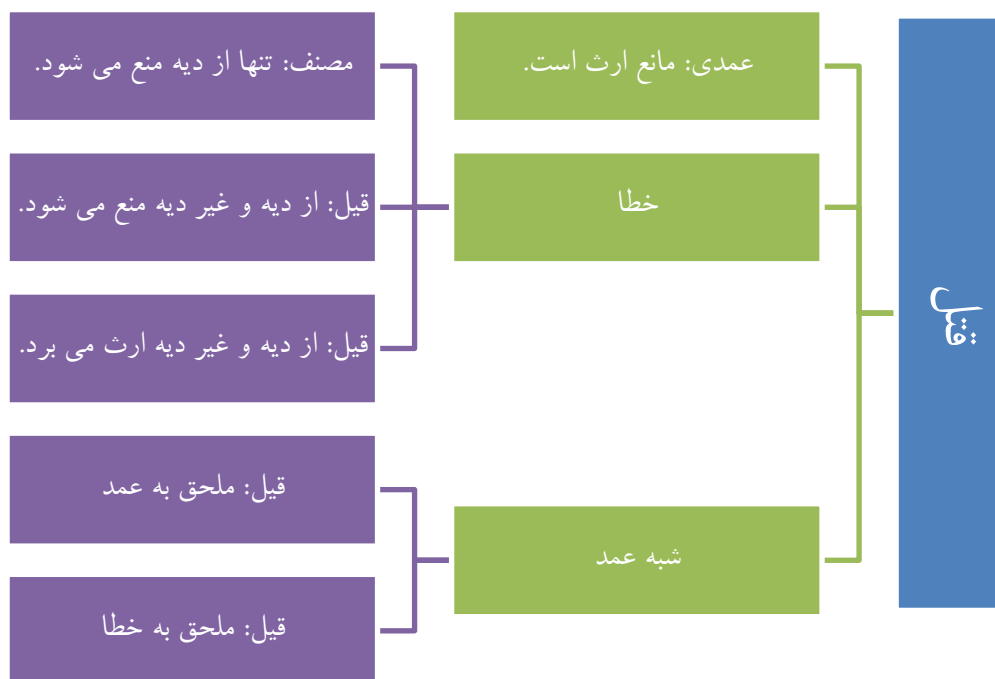 قتل
عمدی: مانع ارث است.
خطا
مصنف: تنها از دیه منع می شود.
قیل: از دیه و غیر دیه منع می شود.
قیل: از دیه و غیر دیه ارث می برد.
شبه عمد
قیل: ملحق به عمد
قیل: ملحق به خطا